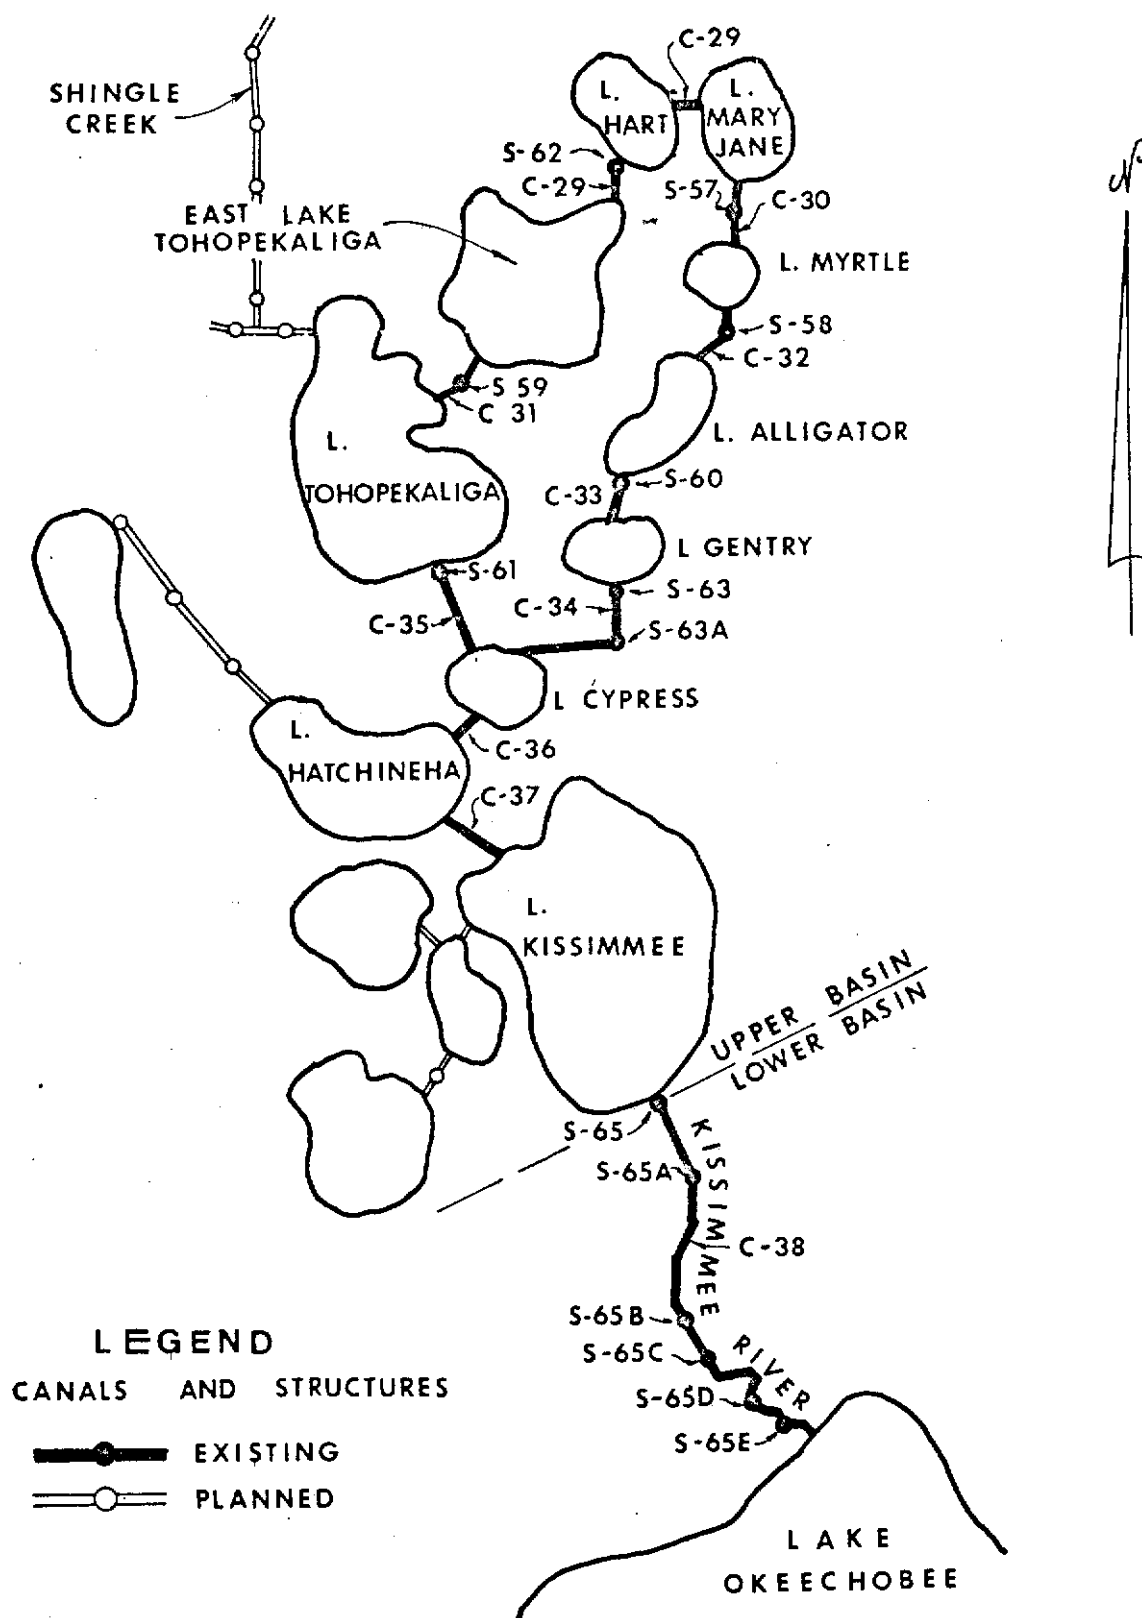 C-29
SHINGLE
CREEK
L.
HART
L.
MARY
JANE
N
S-62
C-29
S-57
C-30
EAST LAKE
TOHOPEKALIGA
L. MYRTLE
S-58
C-32
S 59
C 31
L. ALLIGATOR
L.
TOHOPEKALIGA
S-60
C-33
L GENTRY
S-61
S-63
C-34
C-35
S-63A
L CYPRESS
L.
HATCHINEHA
C-36
C-37
L.
KISSIMMEE
UPPER BASIN
LOWER BASIN
S-65
S-65A
KISSIMMEE RIVER
C-38
S-65B
S-65C
S-65D
S-65E
LEGEND
CANALS AND STRUCTURES
EXISTING
PLANNED
LAKE
OKEECHOBEE